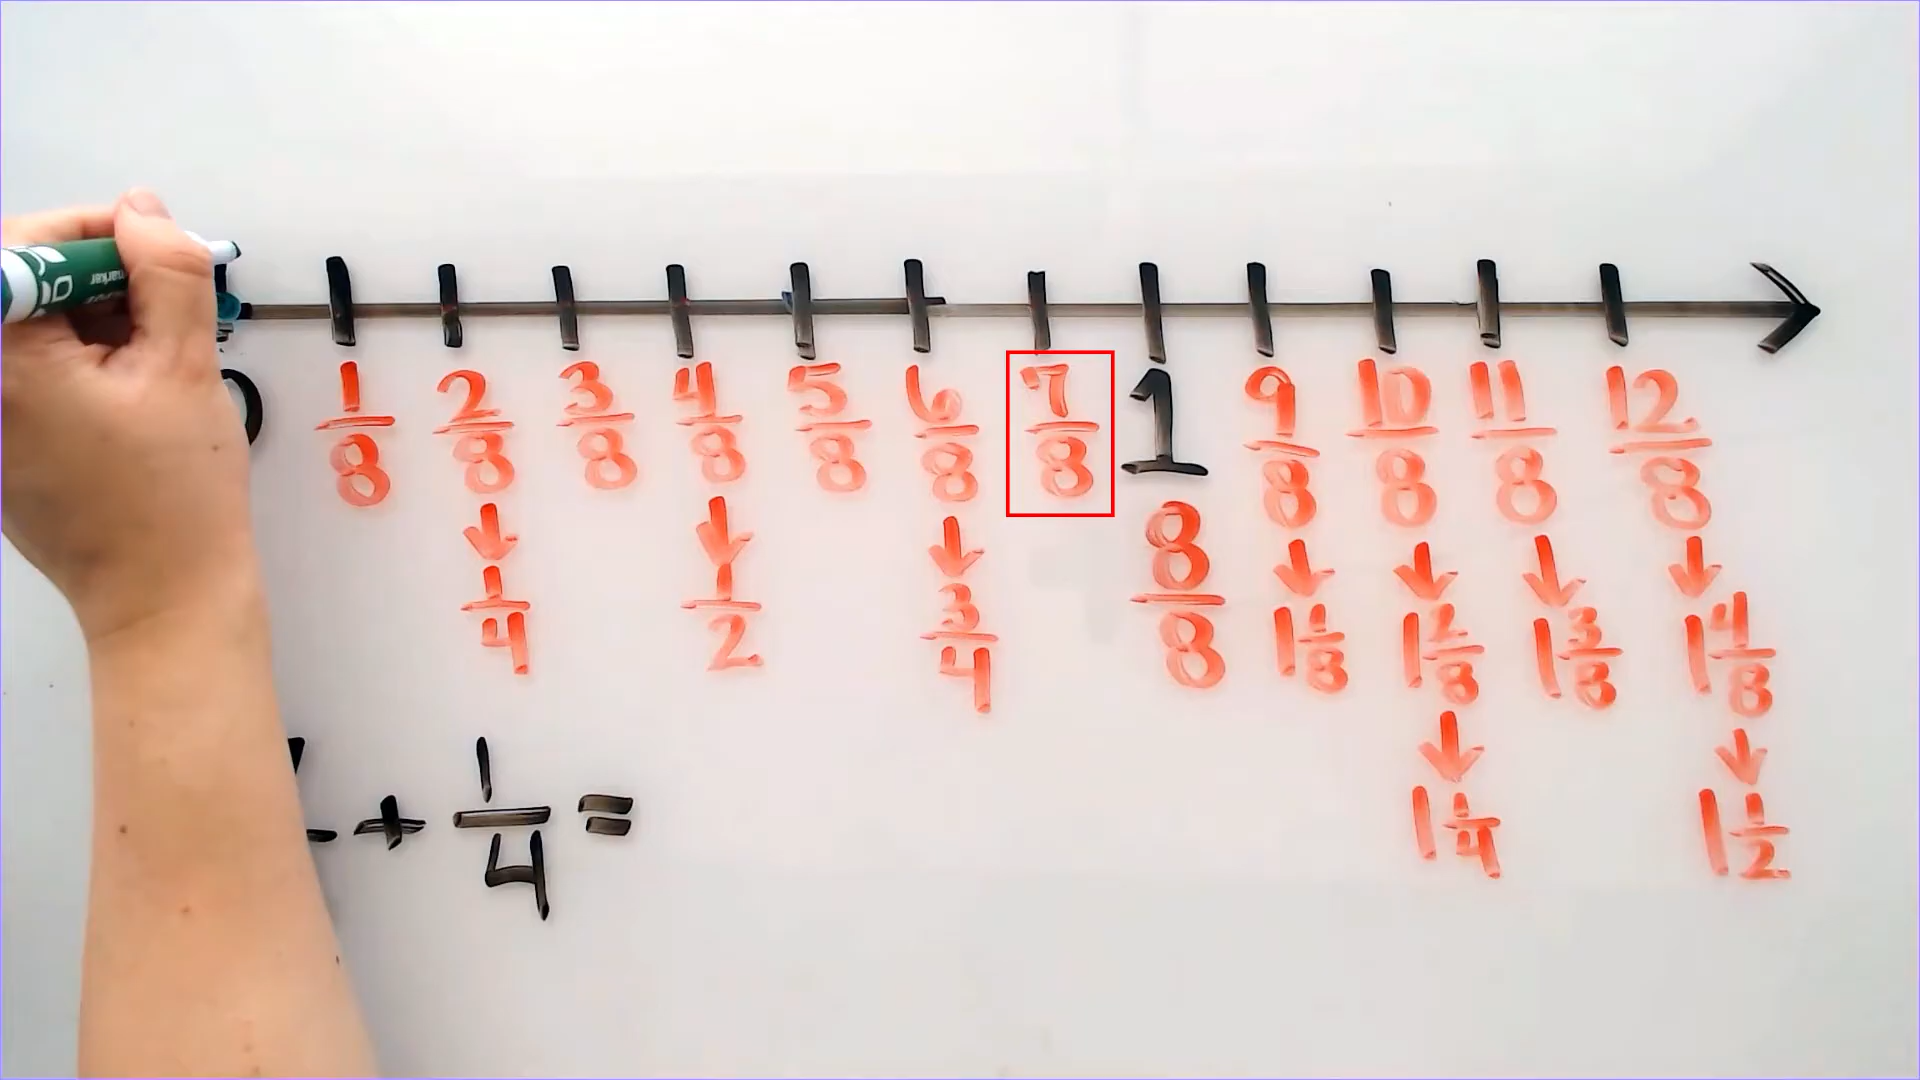 0 1/8 2/8 3/8 4/8 5/8 6/8 7/8 1 9/8 10/8 11/8 12/8
8/8
↓ ↓ ↓ ↓ ↓ ↓ ↓
1/4 1/2 3/4 1 1/8 1 2/8 1 3/8 1 4/8
↓ ↓
1 1/4 1 1/2
+ 1/4 =